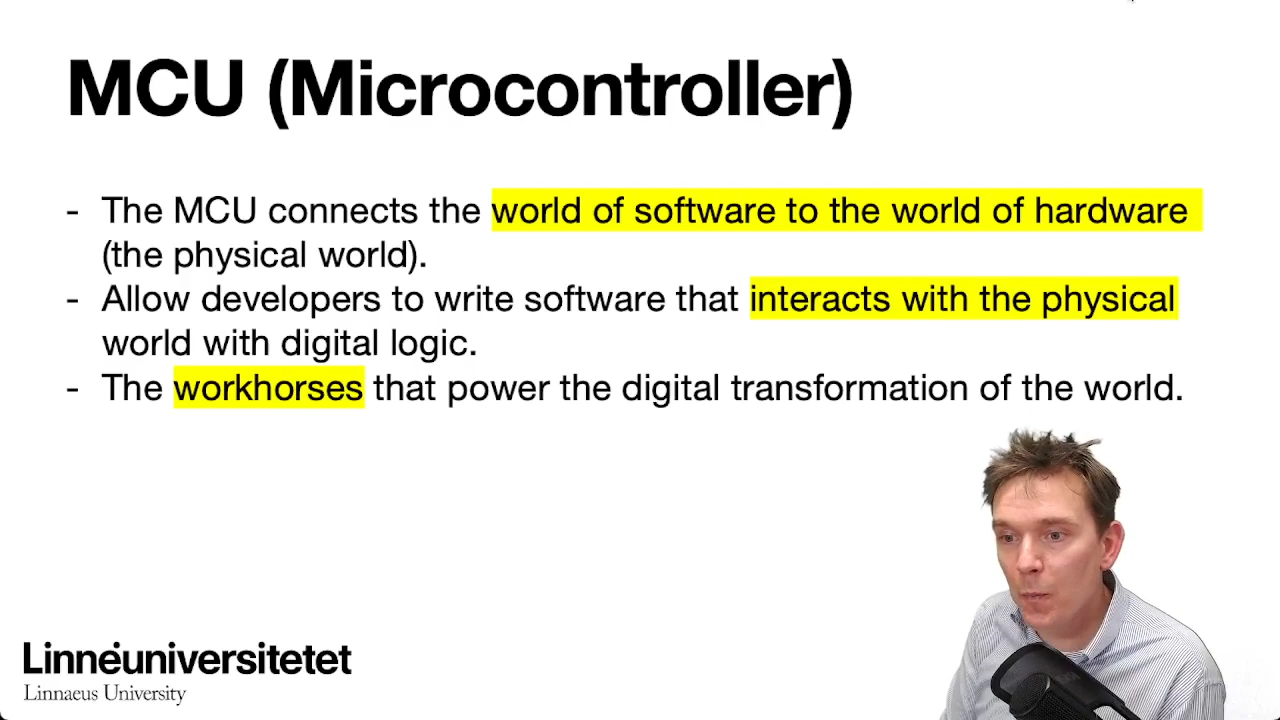 MCU (Microcontroller)
- The MCU connects the world of software to the world of hardware
(the physical world).
- Allow developers to write software that interacts with the physical
world with digital logic.
- The workhorses that power the digital transformation of the world.
Linnéuniversitetet
Linnaeus University